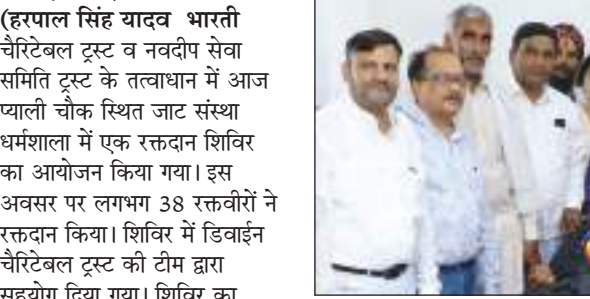 (हरपाल सिंह यादव भारती
चैरिटेबल ट्रस्ट व नवदीप सेवा
समिति ट्रस्ट के तत्वाधान में आज
प्याली चौक स्थित जाट संस्था
धर्मशाला में एक रक्तदान शिविर
का आयोजन किया गया। इस
अवसर पर लगभग 38 रक्तवीरों ने
रक्तदान किया। शिविर में डिवाईन
चैरिटेबल ट्रस्ट की टीम द्वारा
सहयोग दिया गया। शिविर का